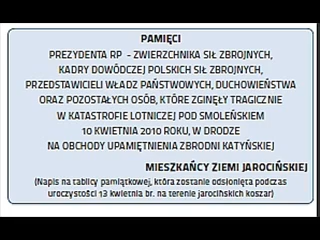 PAMIĘCI
PREZYDENTA RP - ZWIERZCHNIKA SIŁ ZBROJNYCH,
KADRY DOWÓDCZEJ POLSKICH SIŁ ZBROJNYCH,
PRZEDSTAWICIELI WŁADZ PAŃSTWOWYCH, DUCHOWIEŃSTWA
ORAZ POZOSTAŁYCH OSÓB, KTÓRE ZGINĘŁY TRAGICZNIE
W KATASTROFIE LOTNICZEJ POD SMOLEŃSKIEM
10 KWIETNIA 2010 ROKU, W DRODZE
NA OBCHODY UPAMIĘTNIENIA ZBRODNI KATYŃSKIEJ
MIESZKAŃCY ZIEMI JAROCIŃSKIEJ
(Napis na tablicy pamiątkowej, która zostanie odsłonięta podczas
uroczystości 13 kwietnia br. na terenie jarocińskich koszar)